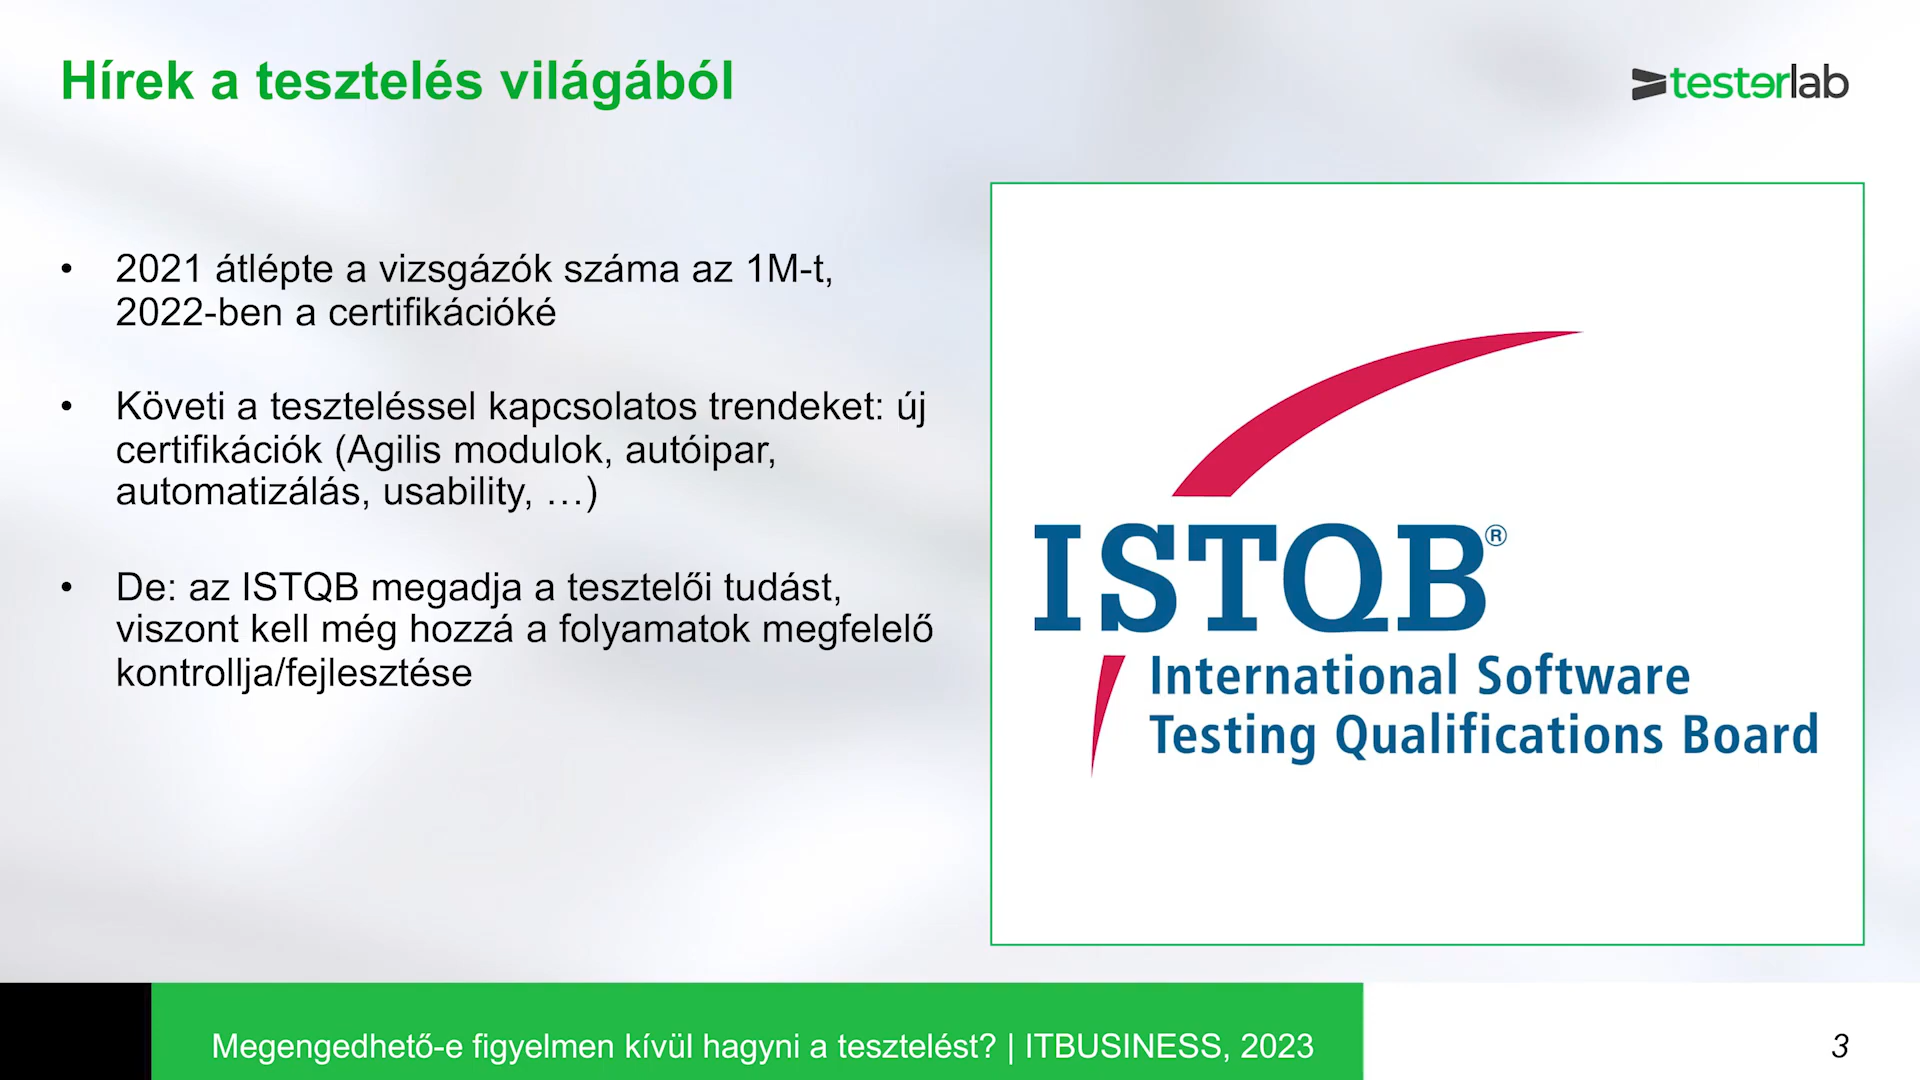 Hírek a tesztelés világából
testerlab
• 2021 átlépte a vizsgázók száma az 1M-t,
2022-ben a certifikációké
• Követi a teszteléssel kapcsolatos trendeket: új
certifikációk (Agilis modulok, autóipar,
automatizálás, usability, …)
• De: az ISTQB megadja a tesztelői tudást,
viszont kell még hozzá a folyamatok megfelelő
kontrollja/fejlesztése
ISTQB®
International Software
Testing Qualifications Board
Megengedhető-e figyelmen kívül hagyni a tesztelést? | ITBUSINESS, 2023
3